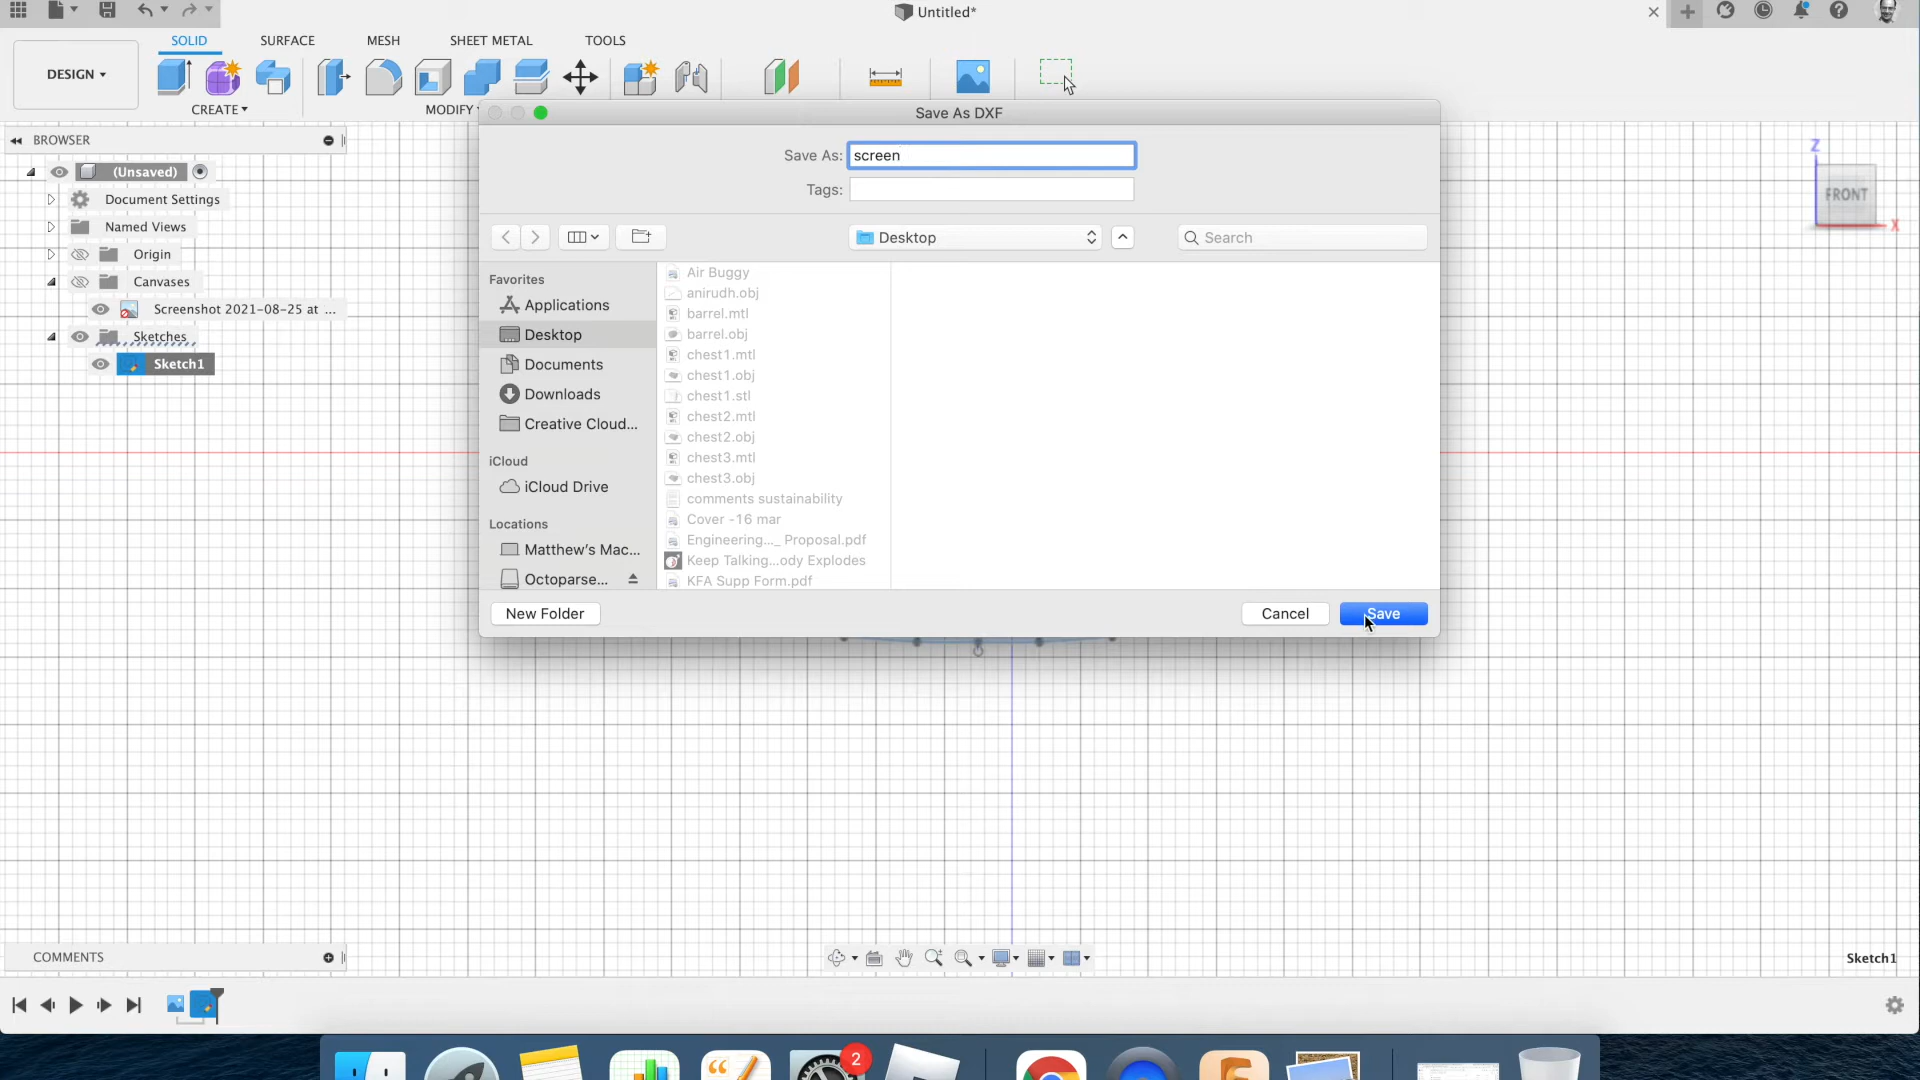 Untitled*
SOLID SURFACE MESH SHEET METAL TOOLS
DESIGN
CREATE MODIFY
Save As DXF
Save As: screen
Tags:
BROWSER
(Unsaved)
Document Settings
Named Views
Origin
Canvases
Screenshot 2021-08-25 at ...
Sketches
Sketch1
Desktop
Search
Favorites
Applications
Desktop
Documents
Downloads
Creative Cloud...
iCloud
iCloud Drive
Locations
Matthew's Mac...
Octoparse...
Air Buggy
anirudh.obj
barrel.mtl
barrel.obj
chest1.mtl
chest1.obj
chest1.stl
chest2.mtl
chest2.obj
chest3.mtl
chest3.obj
comments sustainability
Cover -16 mar
Engineering..._ Proposal.pdf
Keep Talking...ody Explodes
KFA Supp Form.pdf
New Folder
Cancel
Save
Z
FRONT
X
COMMENTS
Sketch1
2